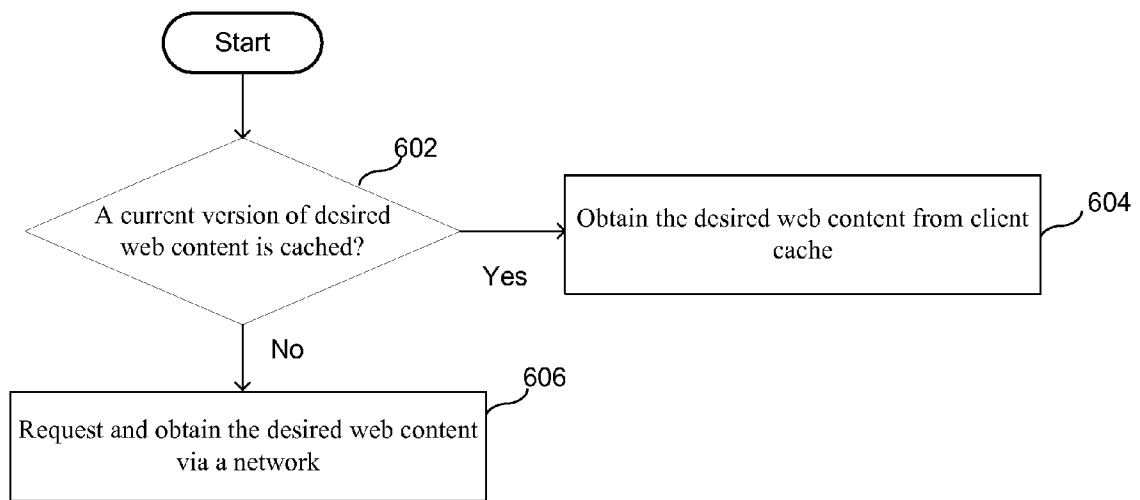 Start
602
A current version of desired
web content is cached?
Yes
Obtain the desired web content from client
cache
604
No
606
Request and obtain the desired web content
via a network